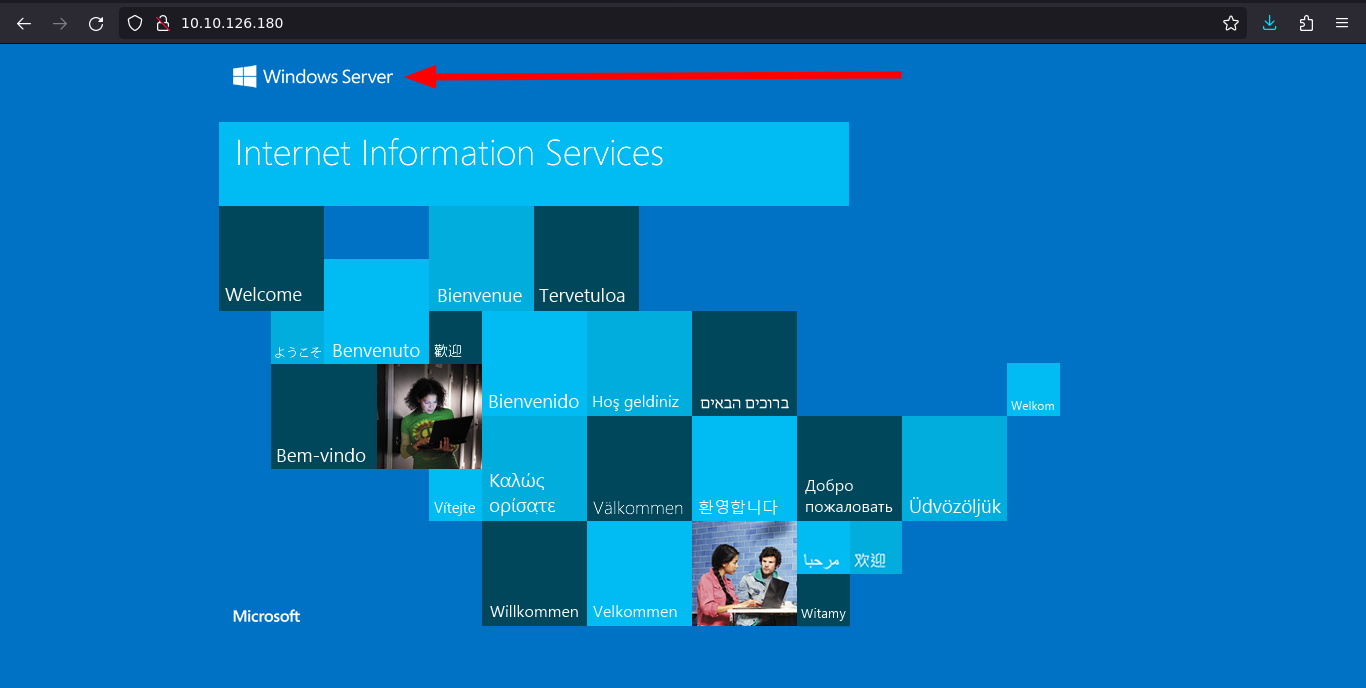 10.10.126.180
Windows Server
Internet Information Services
Welcome
Bienvenue
Tervetuloa
ようこそ
Benvenuto
歡迎
Bienvenido
Hoş geldiniz
ברוכים הבאים
Welkom
Bem-vindo
Vítejte
Καλώς
ορίσατε
Välkommen
환영합니다
Добро
пожаловать
Üdvözöljük
Willkommen
Velkommen
مرحبا
欢迎
Witamy
Microsoft